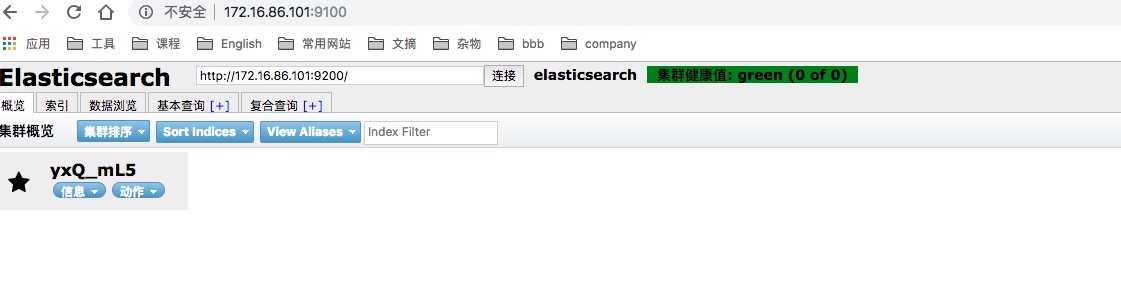 不安全 172.16.86.101:9100
应用 工具 课程 English 常用网站 文摘 杂物 bbb company
Elasticsearch http://172.16.86.101:9200/ 连接 elasticsearch 集群健康值: green (0 of 0)
概览 索引 数据浏览 基本查询 [+] 复合查询 [+]
集群概览 集群排序 Sort Indices View Aliases Index Filter
yxQ_mL5
信息 动作